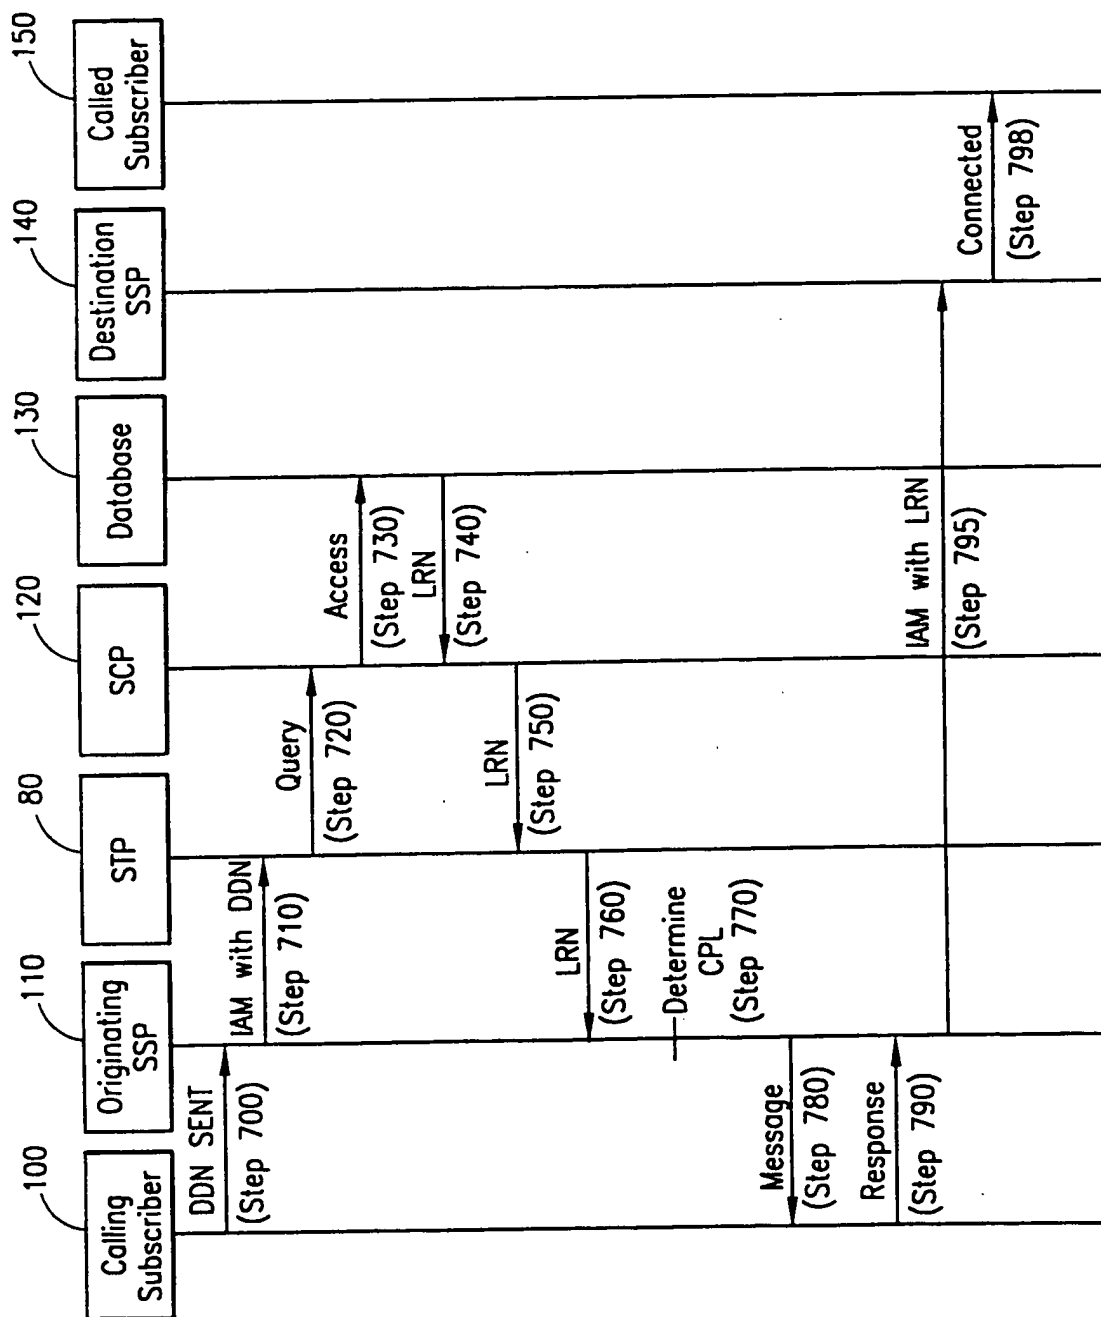 100
Calling
Subscriber
110
Originating
SSP
80
STP
120
SCP
130
Database
140
Destination
SSP
150
Called
Subscriber
DDN SENT
(Step 700)
IAM with DDN
(Step 710)
Query
(Step 720)
Access
(Step 730)
LRN
(Step 740)
LRN
(Step 750)
LRN
(Step 760)
Determine
CPL
(Step 770)
Message
(Step 780)
Response
(Step 790)
IAM with LRN
(Step 795)
Connected
(Step 798)